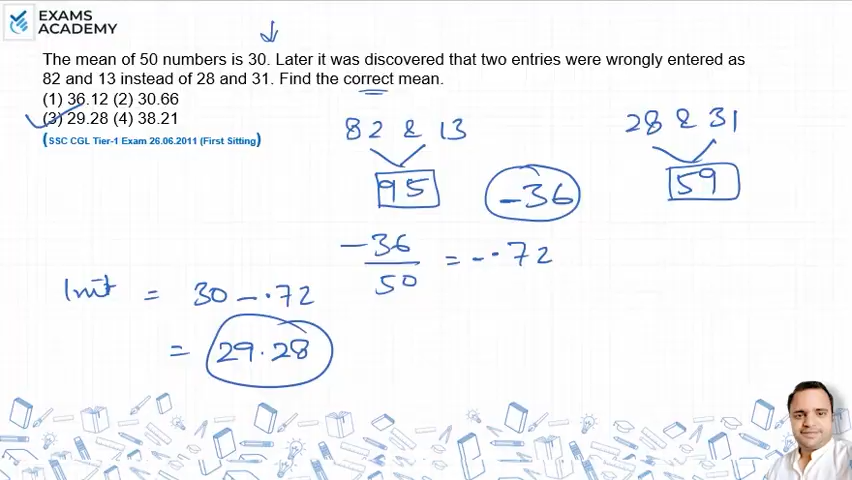 EXAMS
ACADEMY
The mean of 50 numbers is 30. Later it was discovered that two entries were wrongly entered as
82 and 13 instead of 28 and 31. Find the correct mean.
(1) 36.12 (2) 30.66
(3) 29.28 (4) 38.21
(SSC CGL Tier-1 Exam 26.06.2011 (First Sitting)
82 & 13
28 & 31
95
-36
59
-36
50
= -.72
= 30 - .72
= 29.28